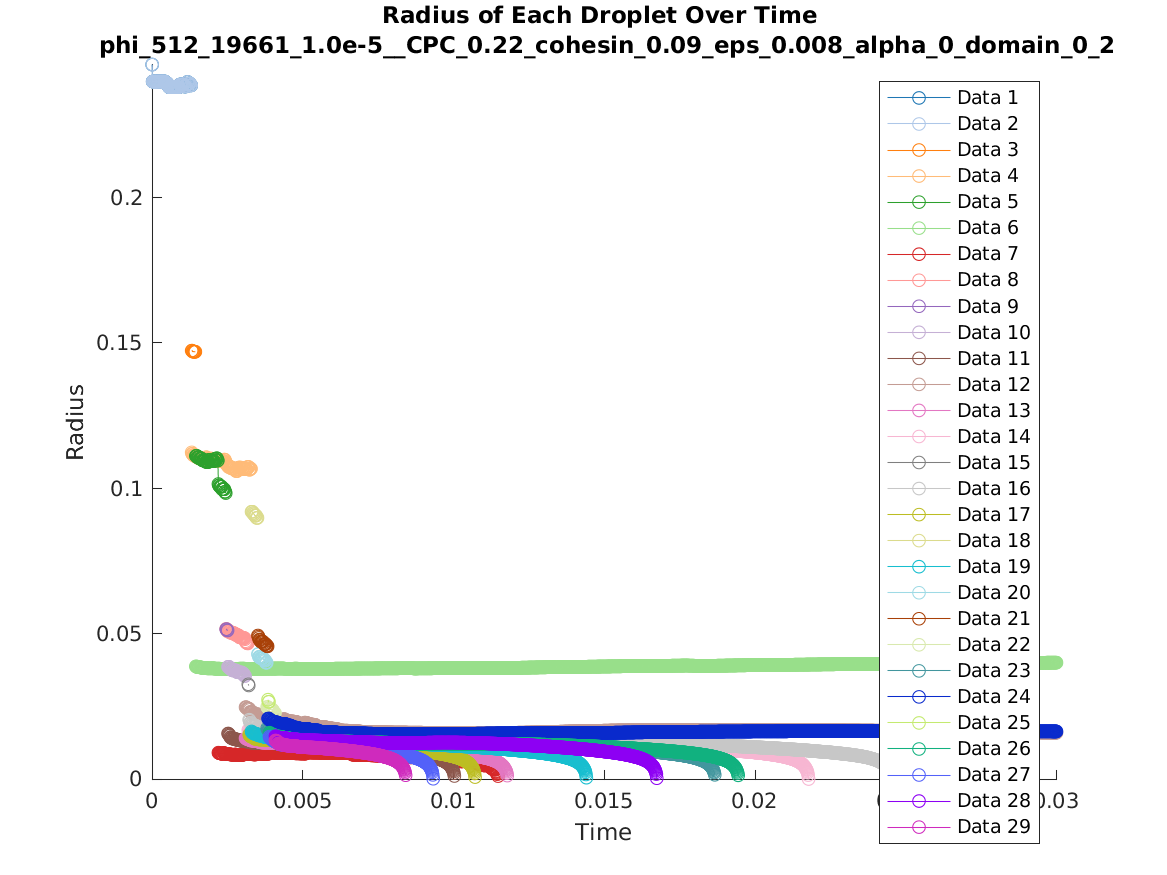 Radius of Each Droplet Over Time
phi_512_19661_1.0e-5__CPC_0.22_cohesin_0.09_eps_0.008_alpha_0_domain_0_2
Radius
0.2
0.15
0.1
0.05
0
0
0.005
0.01
0.015
0.02
0.03
Time
Data 1
Data 2
Data 3
Data 4
Data 5
Data 6
Data 7
Data 8
Data 9
Data 10
Data 11
Data 12
Data 13
Data 14
Data 15
Data 16
Data 17
Data 18
Data 19
Data 20
Data 21
Data 22
Data 23
Data 24
Data 25
Data 26
Data 27
Data 28
Data 29